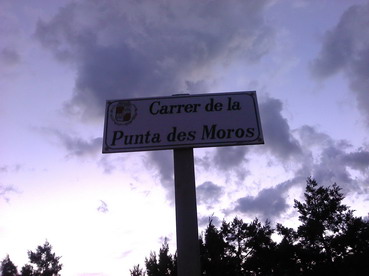 Carrer de la
Punta des Moros